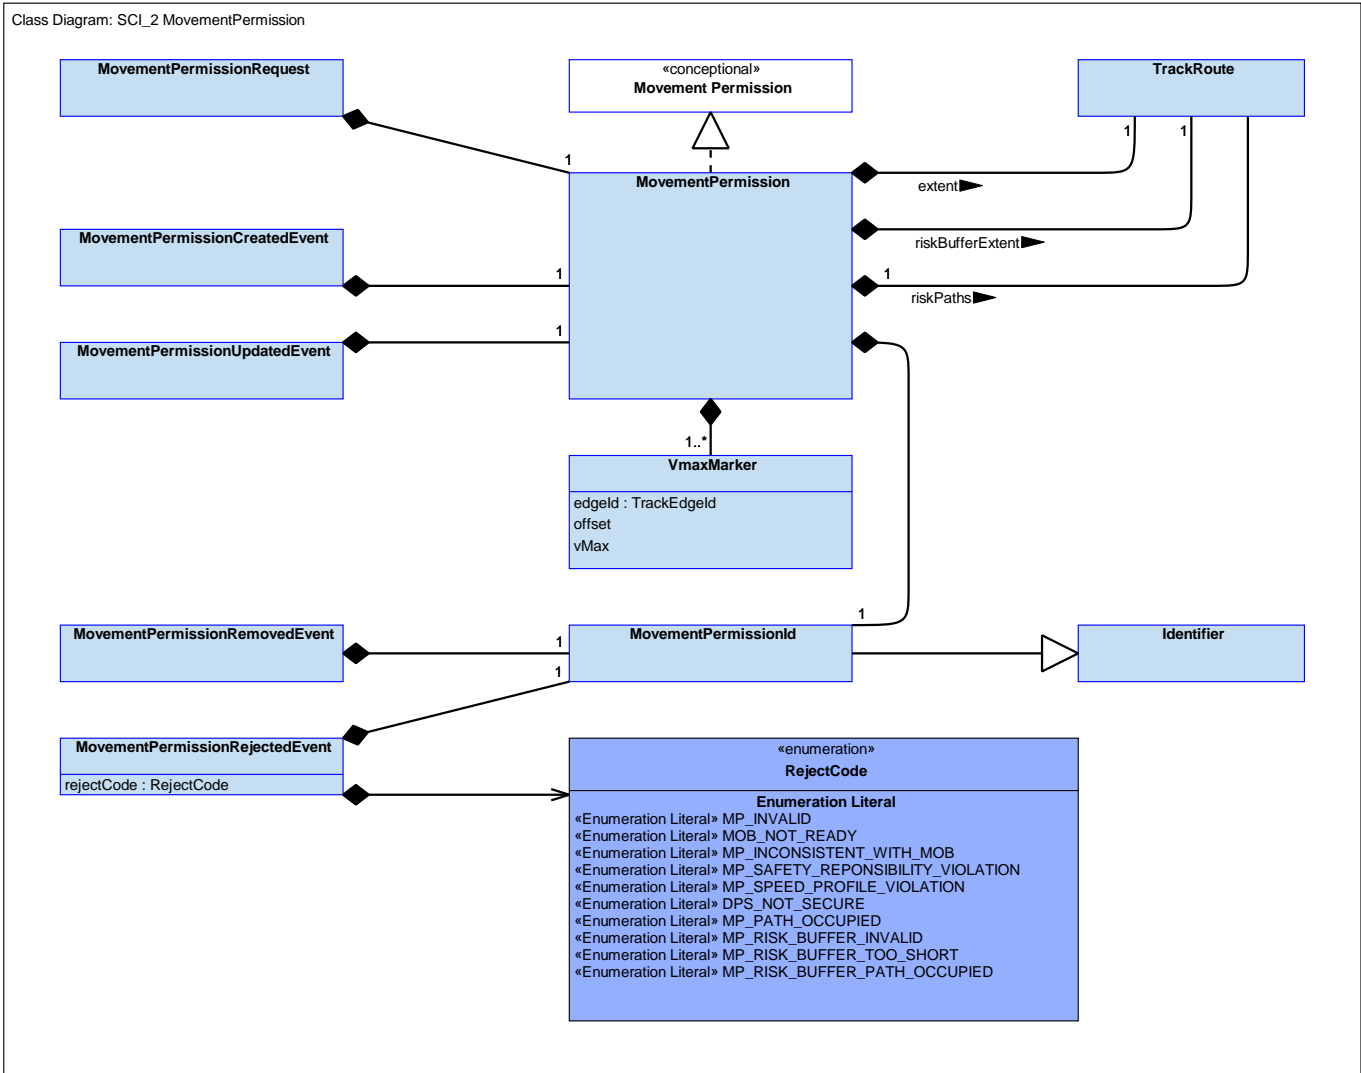 Class Diagram: SCI_2 MovementPermission
MovementPermissionRequest
«conceptional»
Movement Permission
TrackRoute
1
1
1
MovementPermission
extent
MovementPermissionCreatedEvent
riskBufferExtent
1
1
riskPaths
1
MovementPermissionUpdatedEvent
1..*
VmaxMarker
edgeId : TrackEdgeId
offset
vMax
1
MovementPermissionRemovedEvent
1
MovementPermissionId
Identifier
1
MovementPermissionRejectedEvent
rejectCode : RejectCode
«enumeration»
RejectCode
Enumeration Literal
«Enumeration Literal» MP_INVALID
«Enumeration Literal» MOB_NOT_READY
«Enumeration Literal» MP_INCONSISTENT_WITH_MOB
«Enumeration Literal» MP_SAFETY_REPONSIBILITY_VIOLATION
«Enumeration Literal» MP_SPEED_PROFILE_VIOLATION
«Enumeration Literal» DPS_NOT_SECURE
«Enumeration Literal» MP_PATH_OCCUPIED
«Enumeration Literal» MP_RISK_BUFFER_INVALID
«Enumeration Literal» MP_RISK_BUFFER_TOO_SHORT
«Enumeration Literal» MP_RISK_BUFFER_PATH_OCCUPIED